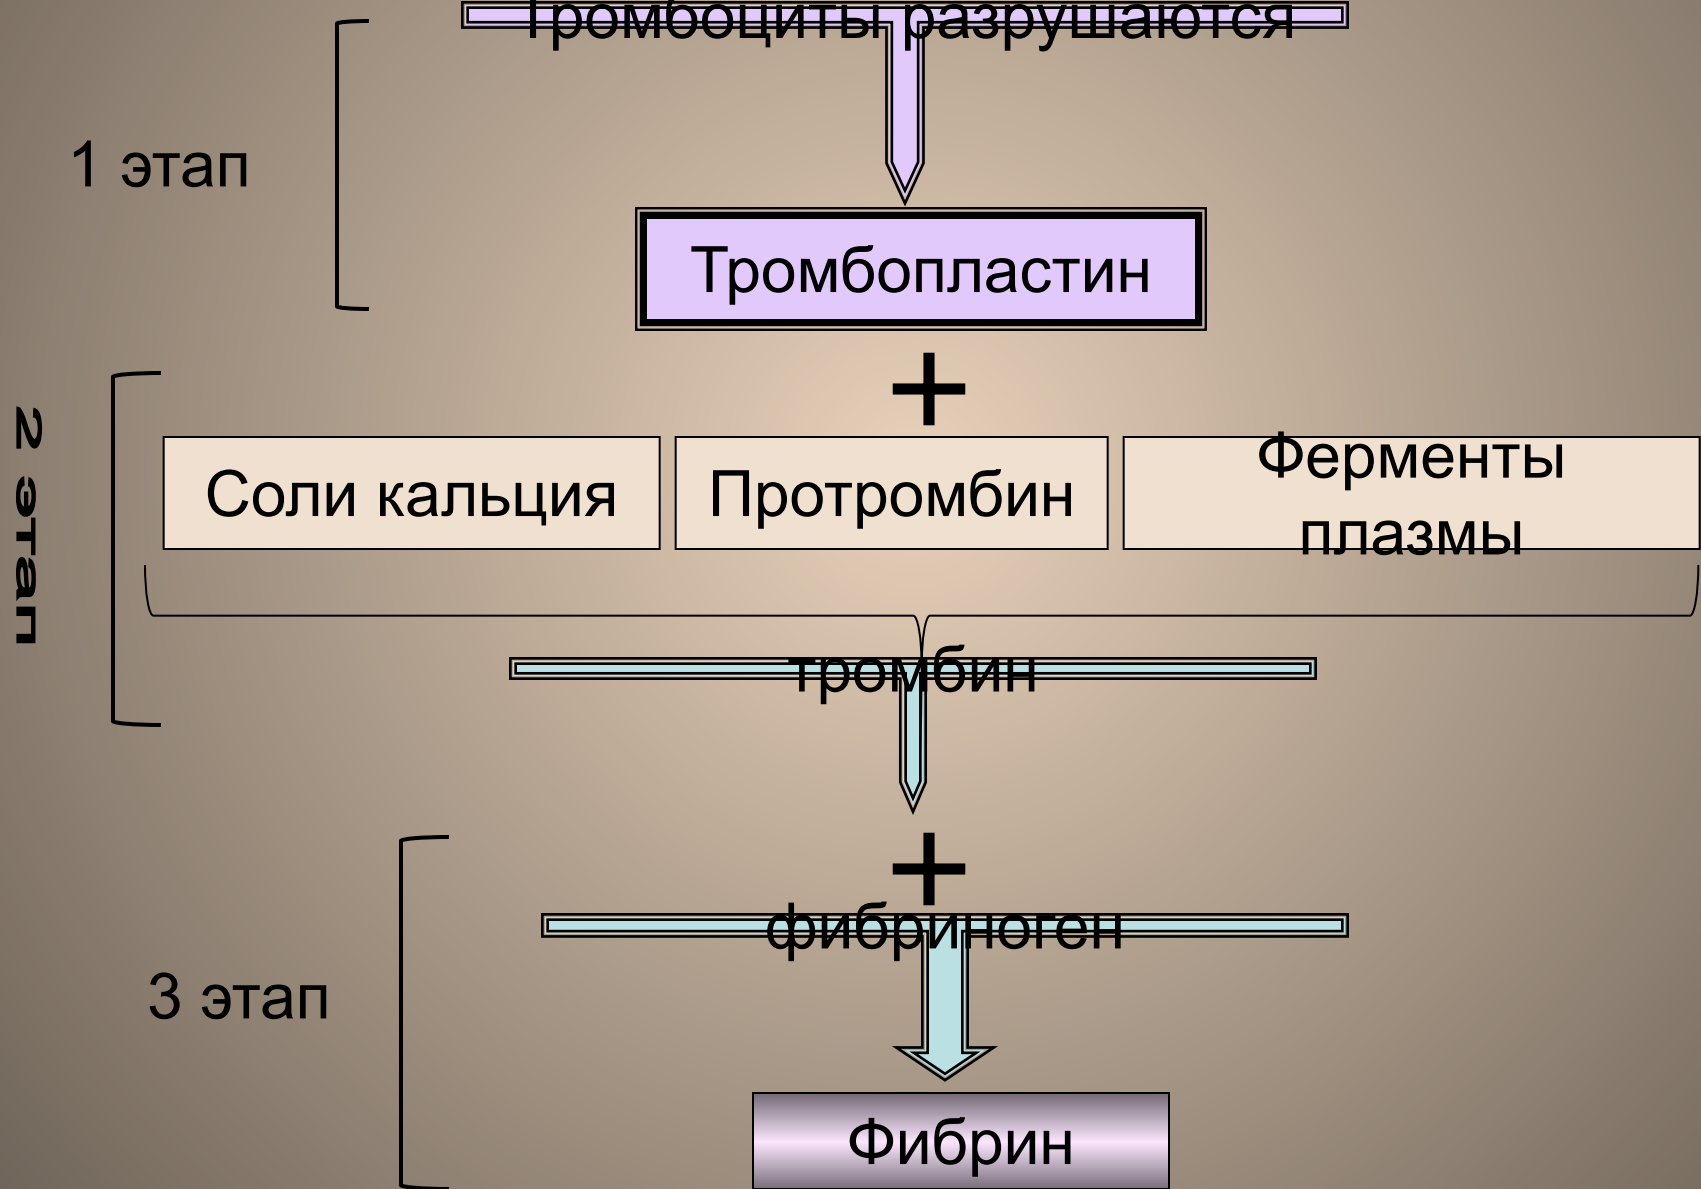 Тромбоциты разрушаются
1 этап
Тромбопластин
+
2 этап
Соли кальция
Протромбин
Ферменты
плазмы
тромбин
+
фибриноген
3 этап
Фибрин